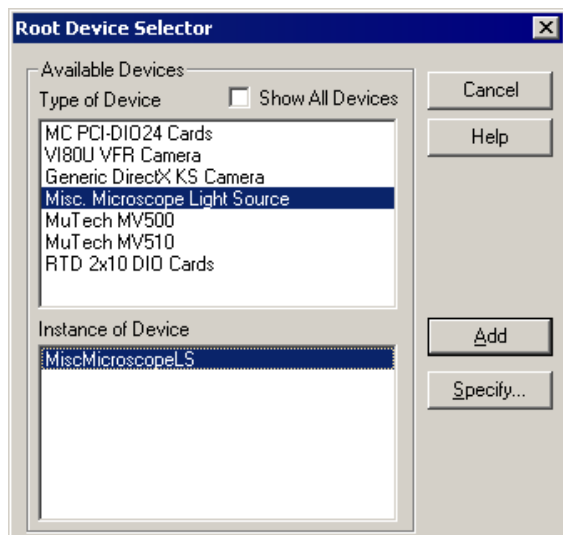 Root Device Selector
Available Devices
Type of Device Show All Devices
Cancel
Help
MC PCI-DIO24 Cards
VI80U VFR Camera
Generic DirectX KS Camera
Misc. Microscope Light Source
MuTech MV500
MuTech MV510
RTD 2x10 DIO Cards
Instance of Device
MiscMicroscopeLS
Add
Specify...